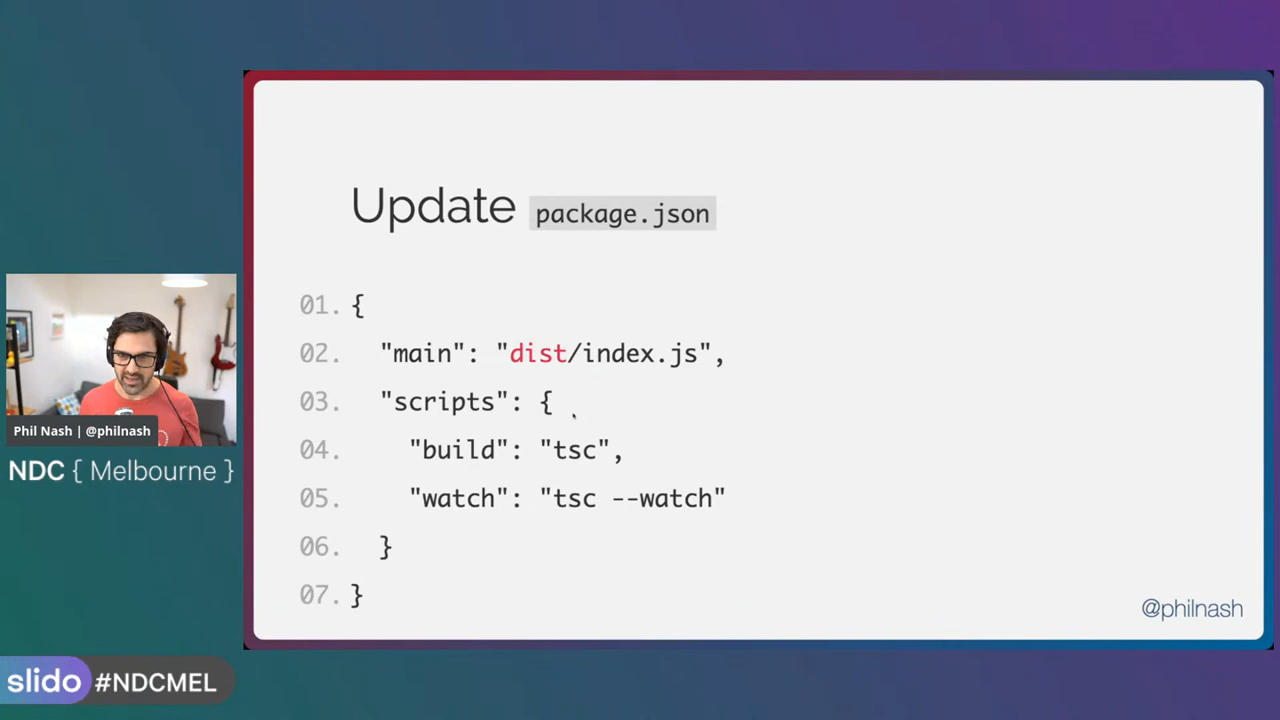 Update package.json
01. {
02. "main": "dist/index.js",
03. "scripts": {
04. "build": "tsc",
05. "watch": "tsc --watch"
06. }
07. }
@philnash
Phil Nash | @philnash
NDC { Melbourne }
slido #NDCMEL